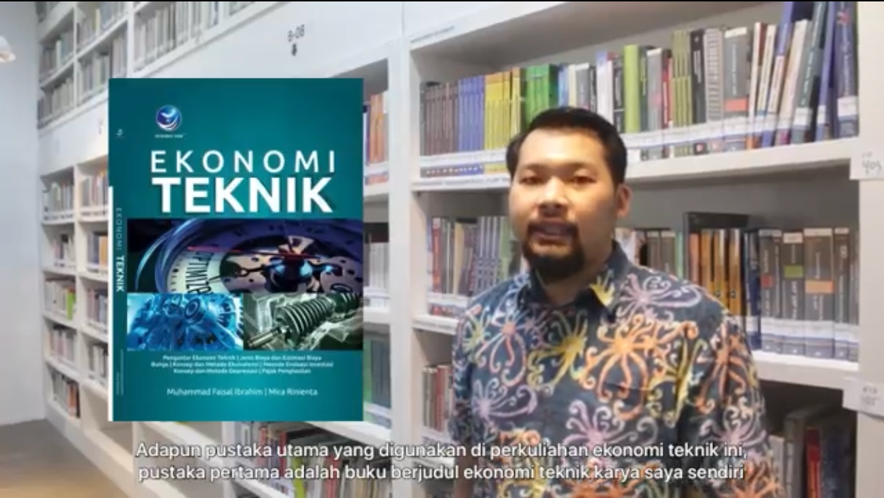 B-08
EKONOMI
TEKNIK
EKONOMI TEKNIK
Pengantar Ekonomi Teknik | Jenis Biaya dan Estimasi Biaya
Bunga | Konsep dan Metode Ekuivalensi | Metode Evaluasi Investasi
Konsep dan Metode Depresiasi | Pajak Penghasilan
Muhammad Faisal Ibrahim | Mica Rinienta
Adapun pustaka utama yang digunakan di perkuliahan ekonomi teknik ini,
pustaka pertama adalah buku berjudul ekonomi teknik karya saya sendiri